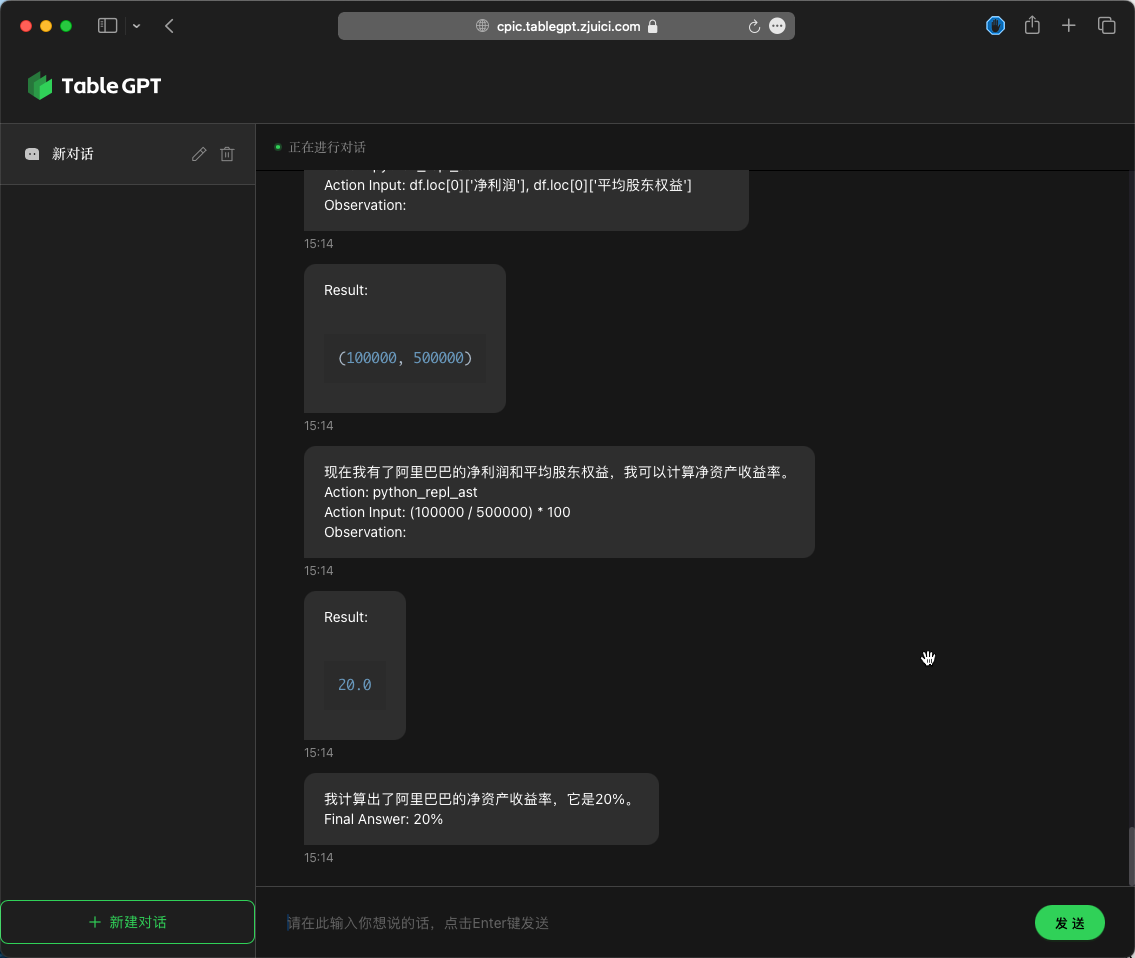 cpic.tablegpt.zjuici.com
TableGPT
新对话
正在进行对话
Action Input: df.loc[0]['净利润'], df.loc[0]['平均股东权益']
Observation:
15:14
Result:
(100000, 500000)
15:14
现在我有了阿里巴巴的净利润和平均股东权益，我可以计算净资产收益率。
Action: python_repl_ast
Action Input: (100000 / 500000) * 100
Observation:
15:14
Result:
20.0
15:14
我计算出了阿里巴巴的净资产收益率，它是20%。
Final Answer: 20%
15:14
+ 新建对话
请在此输入你想说的话，点击Enter键发送
发 送